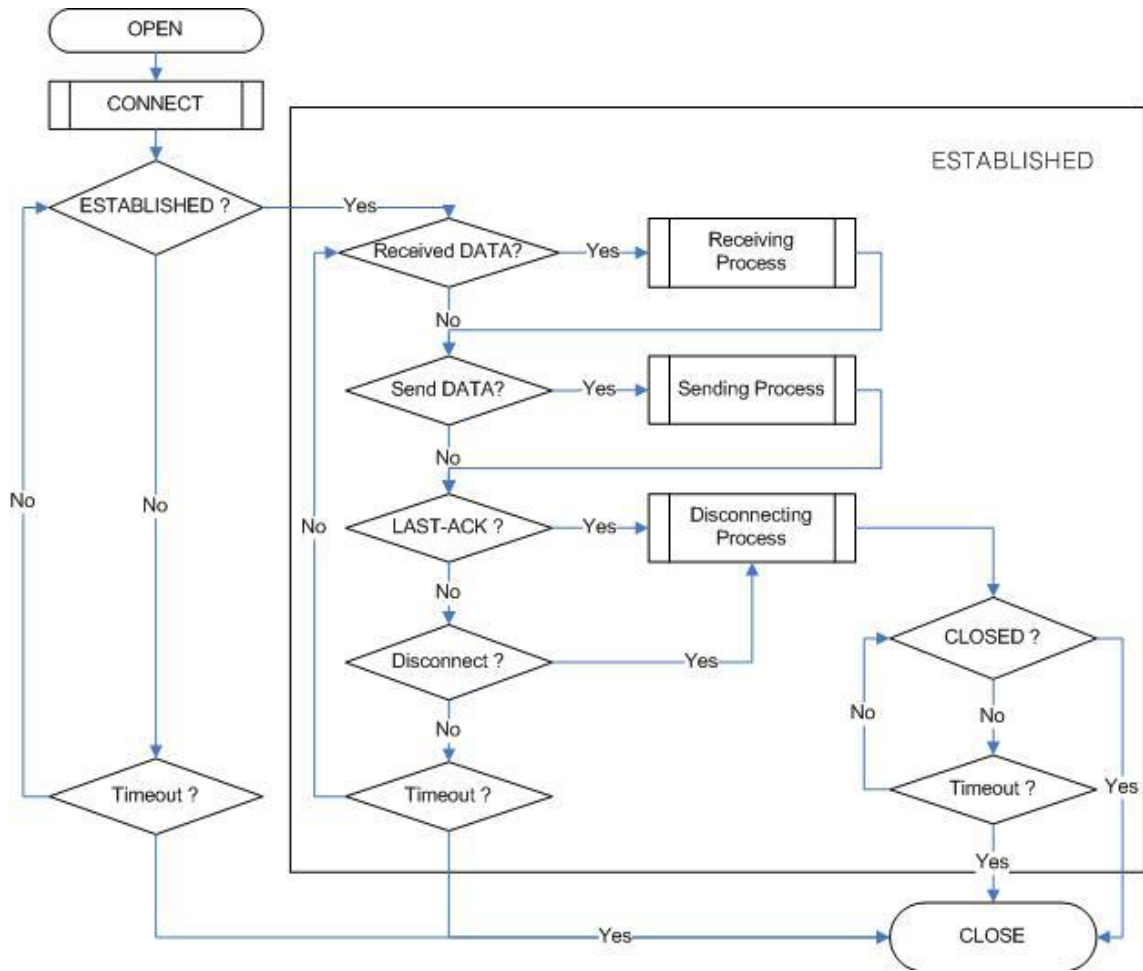 OPEN
CONNECT
ESTABLISHED
ESTABLISHED ?
Yes
Received DATA?
Yes
Receiving
Process
No
Send DATA?
Yes
Sending Process
No
No
No
No
LAST-ACK ?
Yes
Disconnecting
Process
No
Disconnect ?
Yes
CLOSED ?
No
No
No
Timeout ?
Timeout ?
Timeout ?
Yes
Yes
Yes
CLOSE